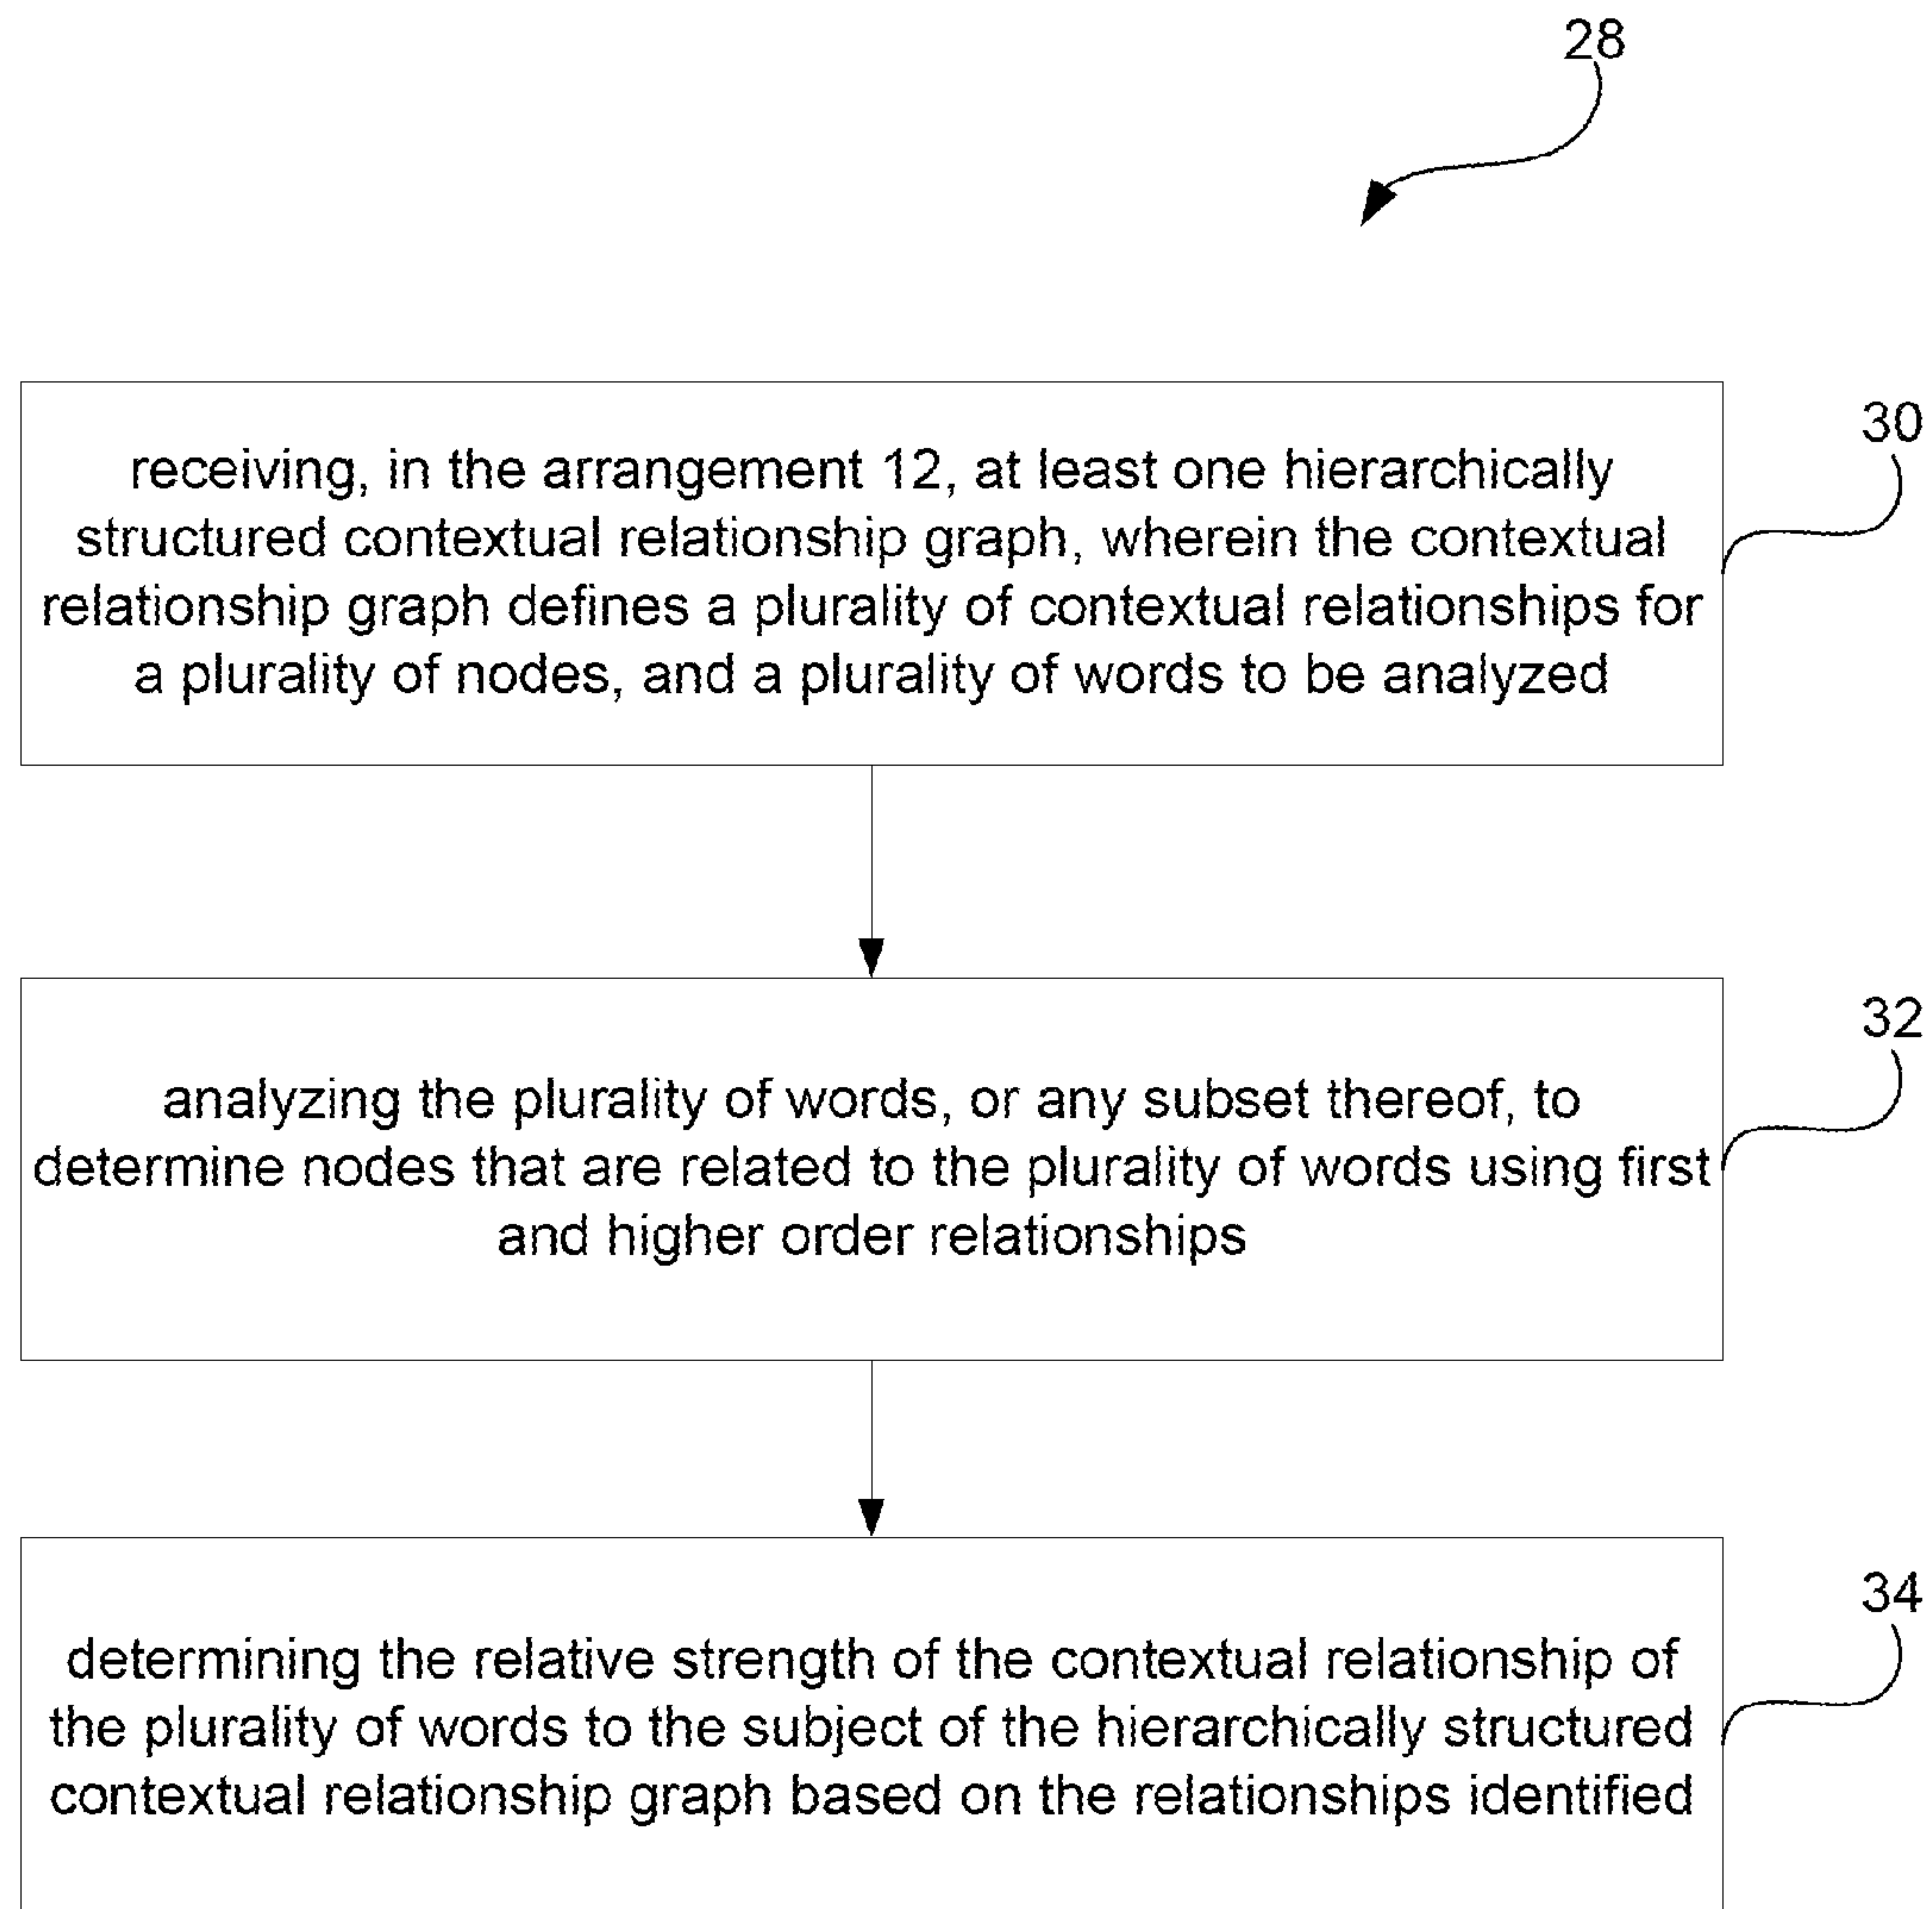 28
30
receiving, in the arrangement 12, at least one hierarchically
structured contextual relationship graph, wherein the contextual
relationship graph defines a plurality of contextual relationships for
a plurality of nodes, and a plurality of words to be analyzed
32
analyzing the plurality of words, or any subset thereof, to
determine nodes that are related to the plurality of words using first
and higher order relationships
34
determining the relative strength of the contextual relationship of
the plurality of words to the subject of the hierarchically structured
contextual relationship graph based on the relationships identified